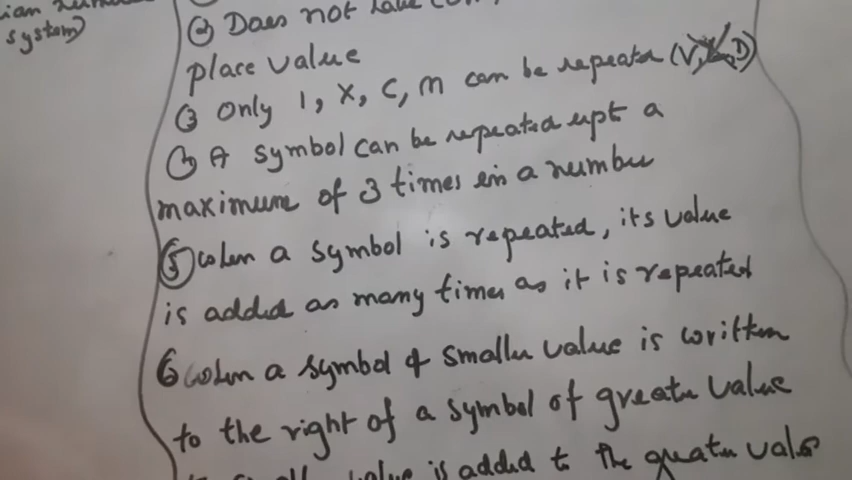 system)
② Does not have
place value
③ Only I, X, C, M can be repeated (V, L, D)
④ A symbol can be repeated upt a
maximum of 3 times in a number
⑤ when a symbol is repeated, its value
is added as many times as it is repeated
6 when a symbol of smaller value is written
to the right of a symbol of greater value
value is added to the greater value